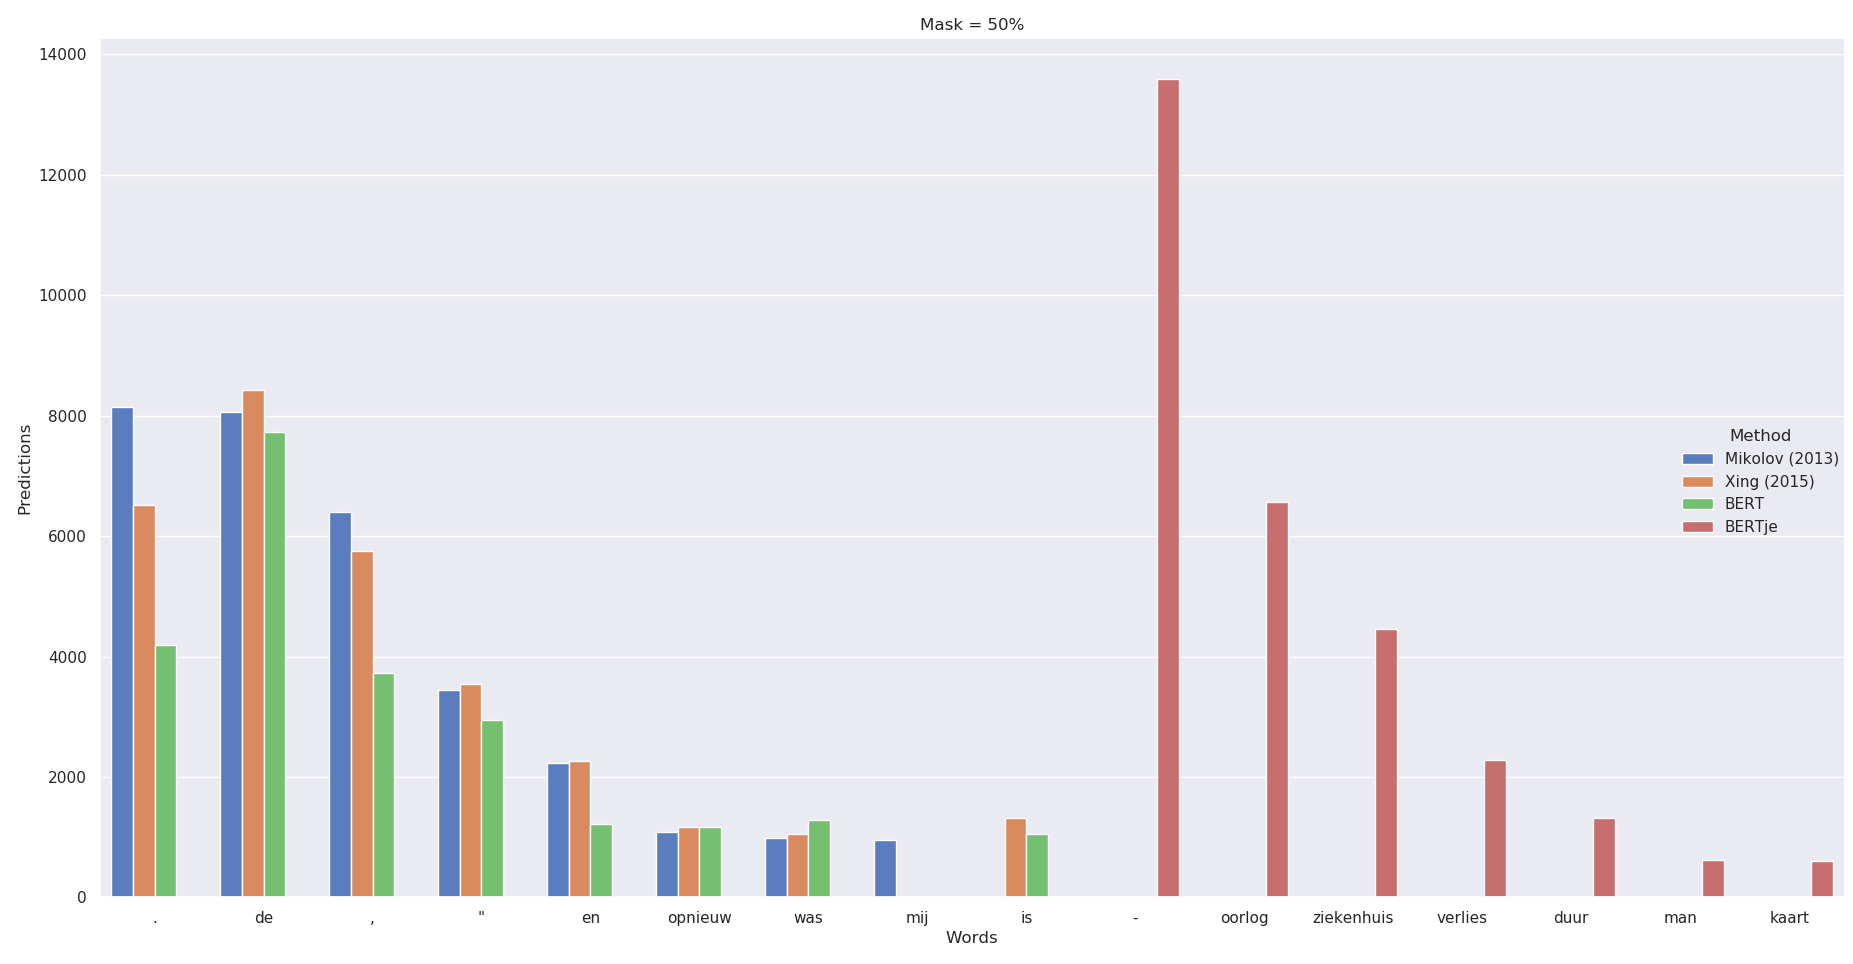 Mask = 50%
14000
12000
10000
8000
6000
4000
2000
0
Predictions
Method
Mikolov (2013)
Xing (2015)
BERT
BERTje
. de , " en opnieuw was mij is - oorlog ziekenhuis verlies duur man kaart
Words